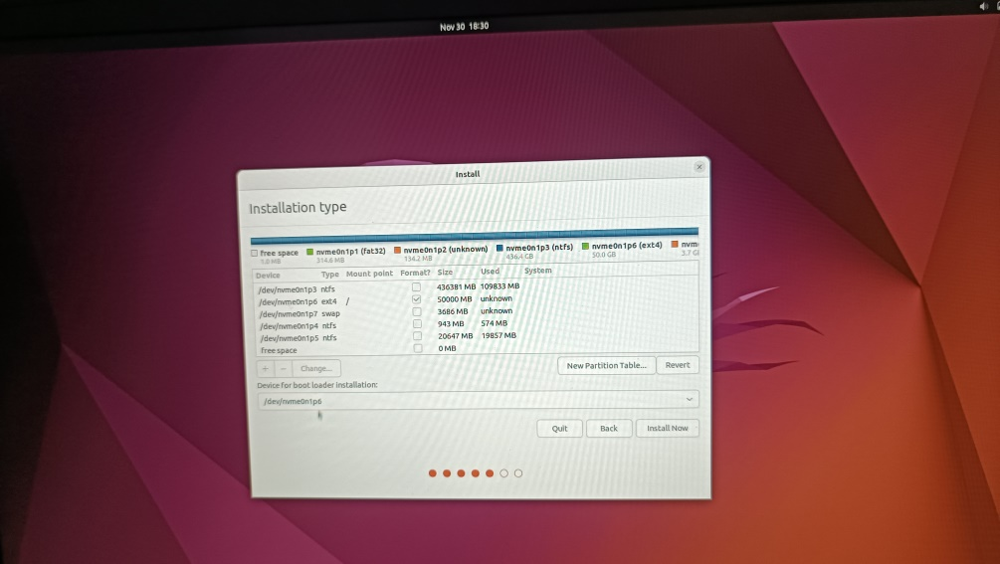 Nov 30 18:30
Install
Installation type
free space nvme0n1p1 (fat32) nvme0n1p2 (unknown) nvme0n1p3 (ntfs) nvme0n1p6 (ext4) nvm
1.0 MB 314.6 MB 134.2 MB 436.4 GB 50.0 GB 3.7 G
Device Type Mount point Format? Size Used System
/dev/nvme0n1p3 ntfs 436381 MB 109833 MB
/dev/nvme0n1p6 ext4 / 50000 MB unknown
/dev/nvme0n1p7 swap 3686 MB unknown
/dev/nvme0n1p4 ntfs 943 MB 574 MB
/dev/nvme0n1p5 ntfs 20647 MB 19857 MB
free space 0 MB
+ - Change... New Partition Table... Revert
Device for boot loader installation:
/dev/nvme0n1p6
Quit Back Install Now